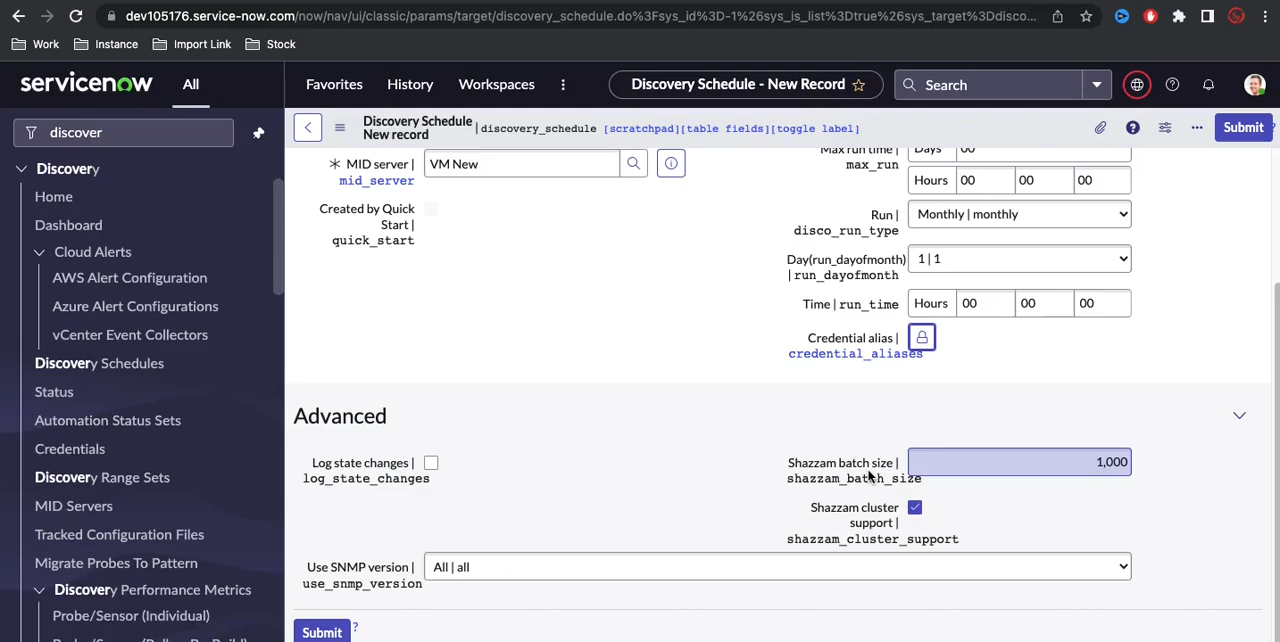 dev105176.service-now.com/now/nav/ui/classic/params/target/discovery_schedule.do%3Fsys_id%3D-1%26sys_is_list%3Dtrue%26sys_target%3Ddisco...
Work Instance Import Link Stock
servicenow All Favorites History Workspaces Discovery Schedule - New Record Search
discover
Discovery Schedule
New record
discovery_schedule [scratchpad][table fields][toggle label]
Submit
Discovery
Home
Dashboard
Cloud Alerts
AWS Alert Configuration
Azure Alert Configurations
vCenter Event Collectors
Discovery Schedules
Status
Automation Status Sets
Credentials
Discovery Range Sets
MID Servers
Tracked Configuration Files
Migrate Probes To Pattern
Discovery Performance Metrics
Probe/Sensor (Individual)
MID server | VM New
mid_server
Created by Quick
Start |
quick_start
Max run time | Days 00
max_run
Hours 00 00 00
Run | Monthly | monthly
disco_run_type
Day(run_dayofmonth) 1 | 1
| run_dayofmonth
Time | run_time Hours 00 00 00
Credential alias |
credential_aliases
Advanced
Log state changes |
log_state_changes
Shazzam batch size | 1,000
shazzam_batch_size
Shazzam cluster
support |
shazzam_cluster_support
Use SNMP version | All | all
use_snmp_version
Submit ?